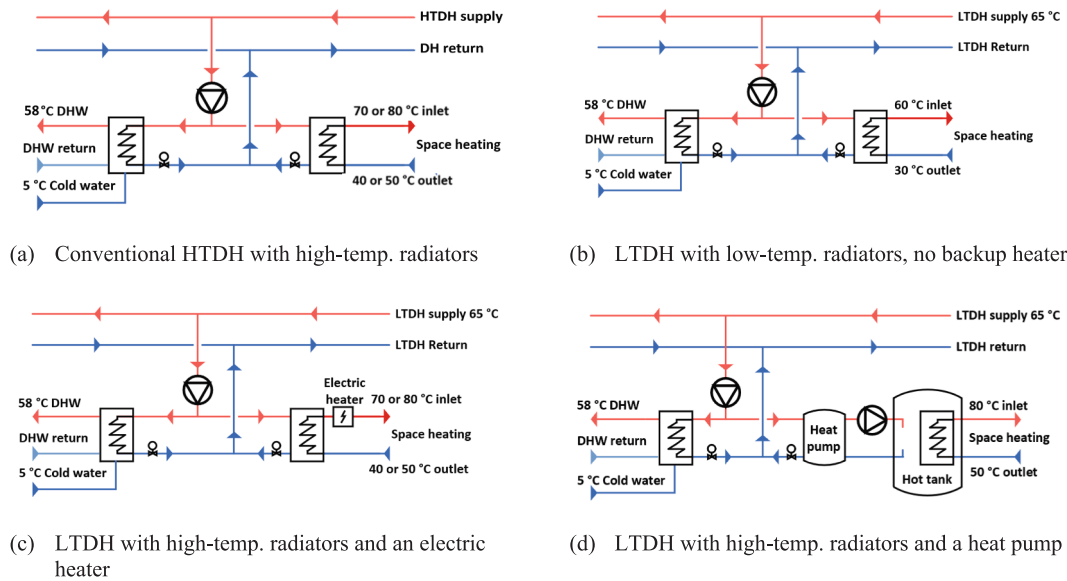 HTDH supply
DH return
58 °C DHW
70 or 80 °C inlet
DHW return
Space heating
5 °C Cold water
40 or 50 °C outlet
(a) Conventional HTDH with high-temp. radiators
LTDH supply 65 °C
LTDH Return
58 °C DHW
60 °C inlet
DHW return
Space heating
5 °C Cold water
30 °C outlet
(b) LTDH with low-temp. radiators, no backup heater
LTDH supply 65 °C
LTDH Return
Electric
heater
58 °C DHW
70 or 80 °C inlet
DHW return
Space heating
5 °C Cold water
40 or 50 °C outlet
(c) LTDH with high-temp. radiators and an electric
heater
LTDH supply 65 °C
LTDH return
58 °C DHW
80 °C inlet
Heat
pump
DHW return
Space heating
5 °C Cold water
Hot tank
50 °C outlet
(d) LTDH with high-temp. radiators and a heat pump